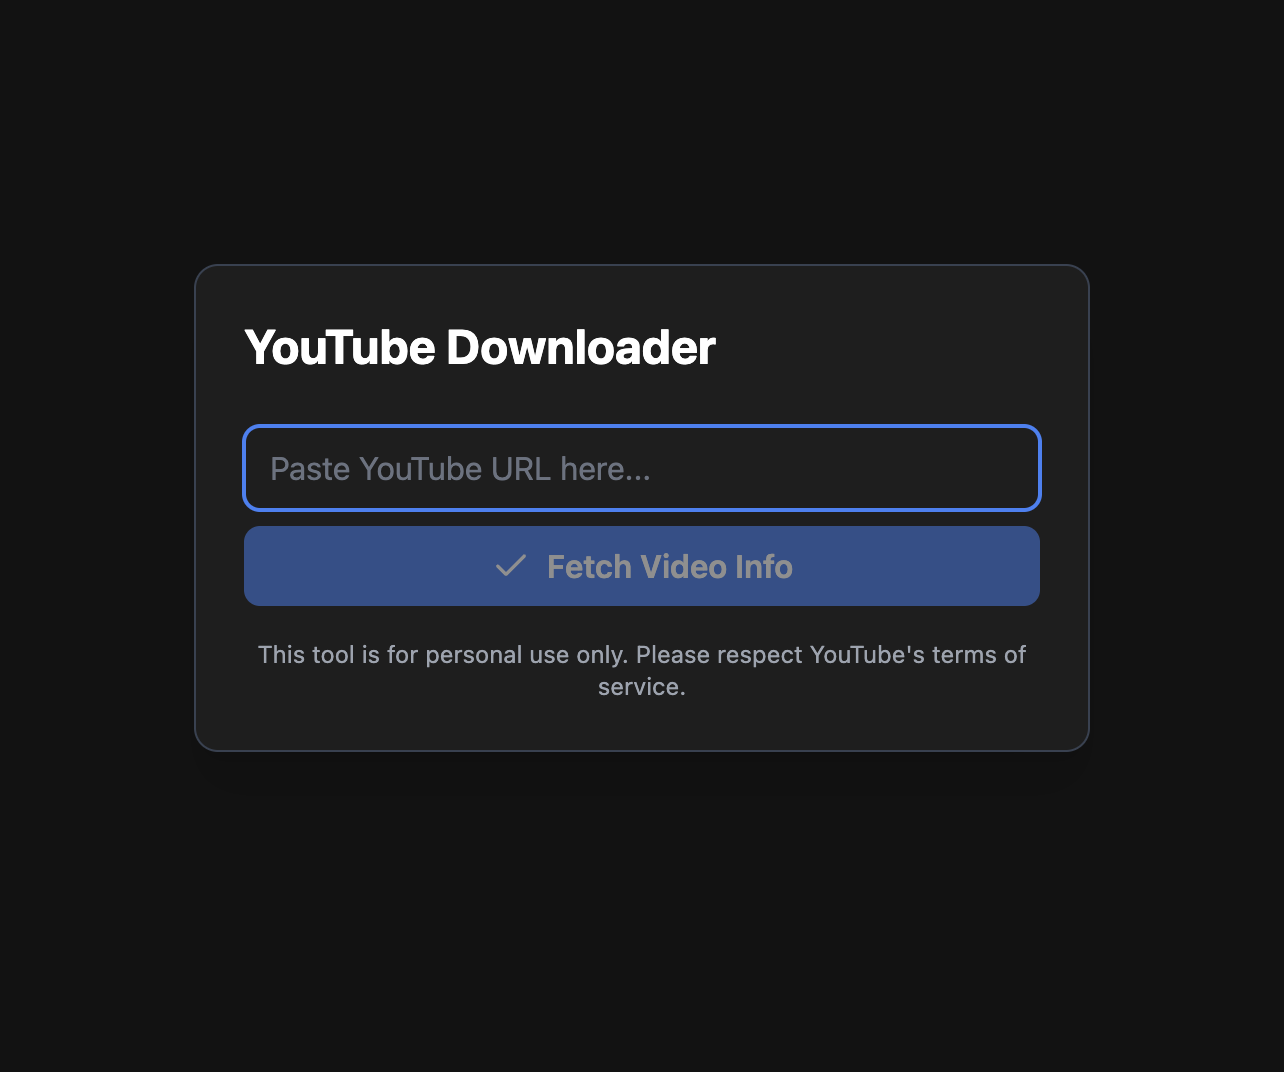 YouTube Downloader
Paste YouTube URL here...
Fetch Video Info
This tool is for personal use only. Please respect YouTube's terms of
service.